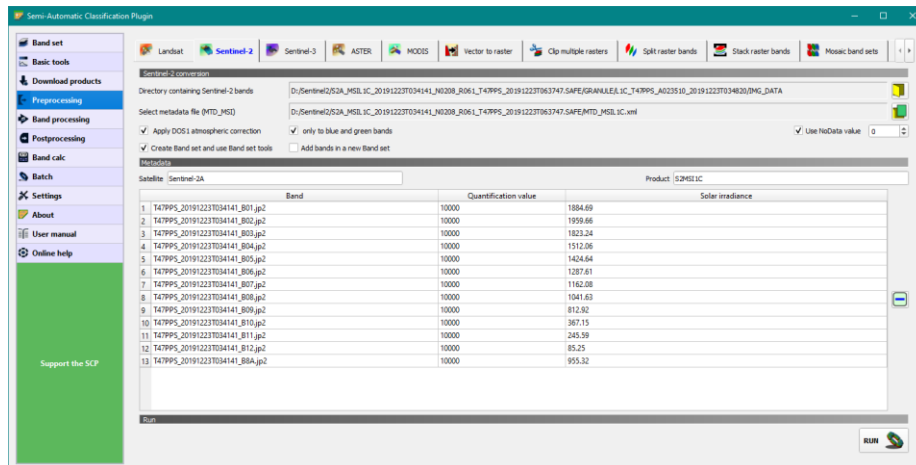 Semi-Automatic Classification Plugin
Band set
Basic tools
Download products
Preprocessing
Band processing
Postprocessing
Band calc
Batch
Settings
About
User manual
Online help
Support the SCP
Landsat Sentinel-2 Sentinel-3 ASTER MODIS Vector to raster Clip multiple rasters Split raster bands Stack raster bands Mosaic band sets
Sentinel-2 conversion
Directory containing Sentinel-2 bands D:/Sentinel2/S2A_MSIL1C_20191223T034141_N0208_R061_T47PPS_20191223T063747.SAFE/GRANULE/L1C_T47PPS_A023510_20191223T034820/IMG_DATA
Select metadata file (MTD_MSI) D:/Sentinel2/S2A_MSIL1C_20191223T034141_N0208_R061_T47PPS_20191223T063747.SAFE/MTD_MSIL1C.xml
Apply DOS1 atmospheric correction only to blue and green bands Use NoData value 0
Create Band set and use Band set tools Add bands in a new Band set
Metadata
Satellite Sentinel-2A Product S2MSI1C
Band Quantification value Solar irradiance
1 T47PPS_20191223T034141_B01.jp2 10000 1884.69
2 T47PPS_20191223T034141_B02.jp2 10000 1959.66
3 T47PPS_20191223T034141_B03.jp2 10000 1823.24
4 T47PPS_20191223T034141_B04.jp2 10000 1512.06
5 T47PPS_20191223T034141_B05.jp2 10000 1424.64
6 T47PPS_20191223T034141_B06.jp2 10000 1287.61
7 T47PPS_20191223T034141_B07.jp2 10000 1162.08
8 T47PPS_20191223T034141_B08.jp2 10000 1041.63
9 T47PPS_20191223T034141_B09.jp2 10000 812.92
10 T47PPS_20191223T034141_B10.jp2 10000 367.15
11 T47PPS_20191223T034141_B11.jp2 10000 245.59
12 T47PPS_20191223T034141_B12.jp2 10000 85.25
13 T47PPS_20191223T034141_B8A.jp2 10000 955.32
Run
RUN